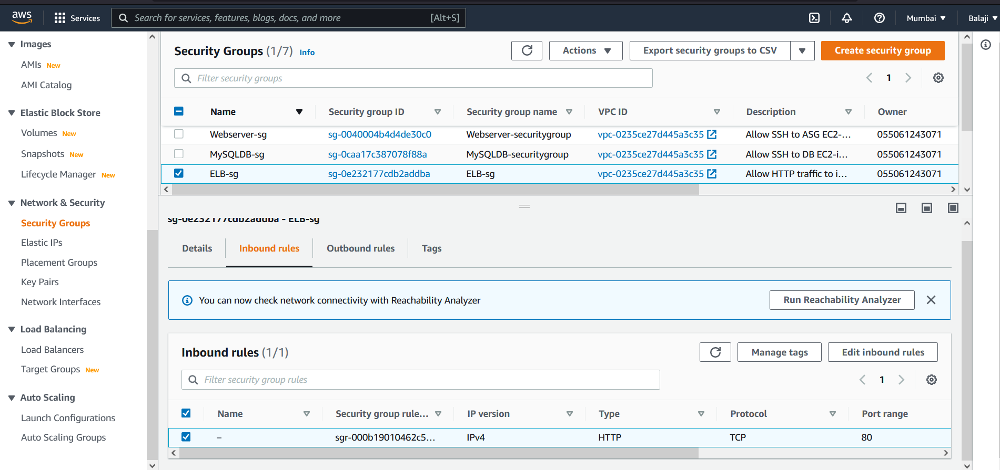 aws Services Search for services, features, blogs, docs, and more [Alt+S] Mumbai Balaji
Images
AMIs New
AMI Catalog
Elastic Block Store
Volumes New
Snapshots New
Lifecycle Manager New
Network & Security
Security Groups
Elastic IPs
Placement Groups
Key Pairs
Network Interfaces
Load Balancing
Load Balancers
Target Groups New
Auto Scaling
Launch Configurations
Auto Scaling Groups
Security Groups (1/7) Info Actions Export security groups to CSV Create security group
Filter security groups 1
Name Security group ID Security group name VPC ID Description Owner
Webserver-sg sg-0040004b4d4de30c0 Webserver-securitygroup vpc-0235ce27d445a3c35 Allow SSH to ASG EC2-... 055061243071
MySQLDB-sg sg-0caa17c387078f88a MySQLDB-securitygroup vpc-0235ce27d445a3c35 Allow SSH to DB EC2-i... 055061243071
ELB-sg sg-0e232177cdb2addba ELB-sg vpc-0235ce27d445a3c35 Allow HTTP traffic to i... 055061243071
sg-0e232177cdb2addba - ELB-sg
Details Inbound rules Outbound rules Tags
You can now check network connectivity with Reachability Analyzer Run Reachability Analyzer
Inbound rules (1/1) Manage tags Edit inbound rules
Filter security group rules 1
Name Security group rule... IP version Type Protocol Port range
– sgr-000b19010462c5... IPv4 HTTP TCP 80